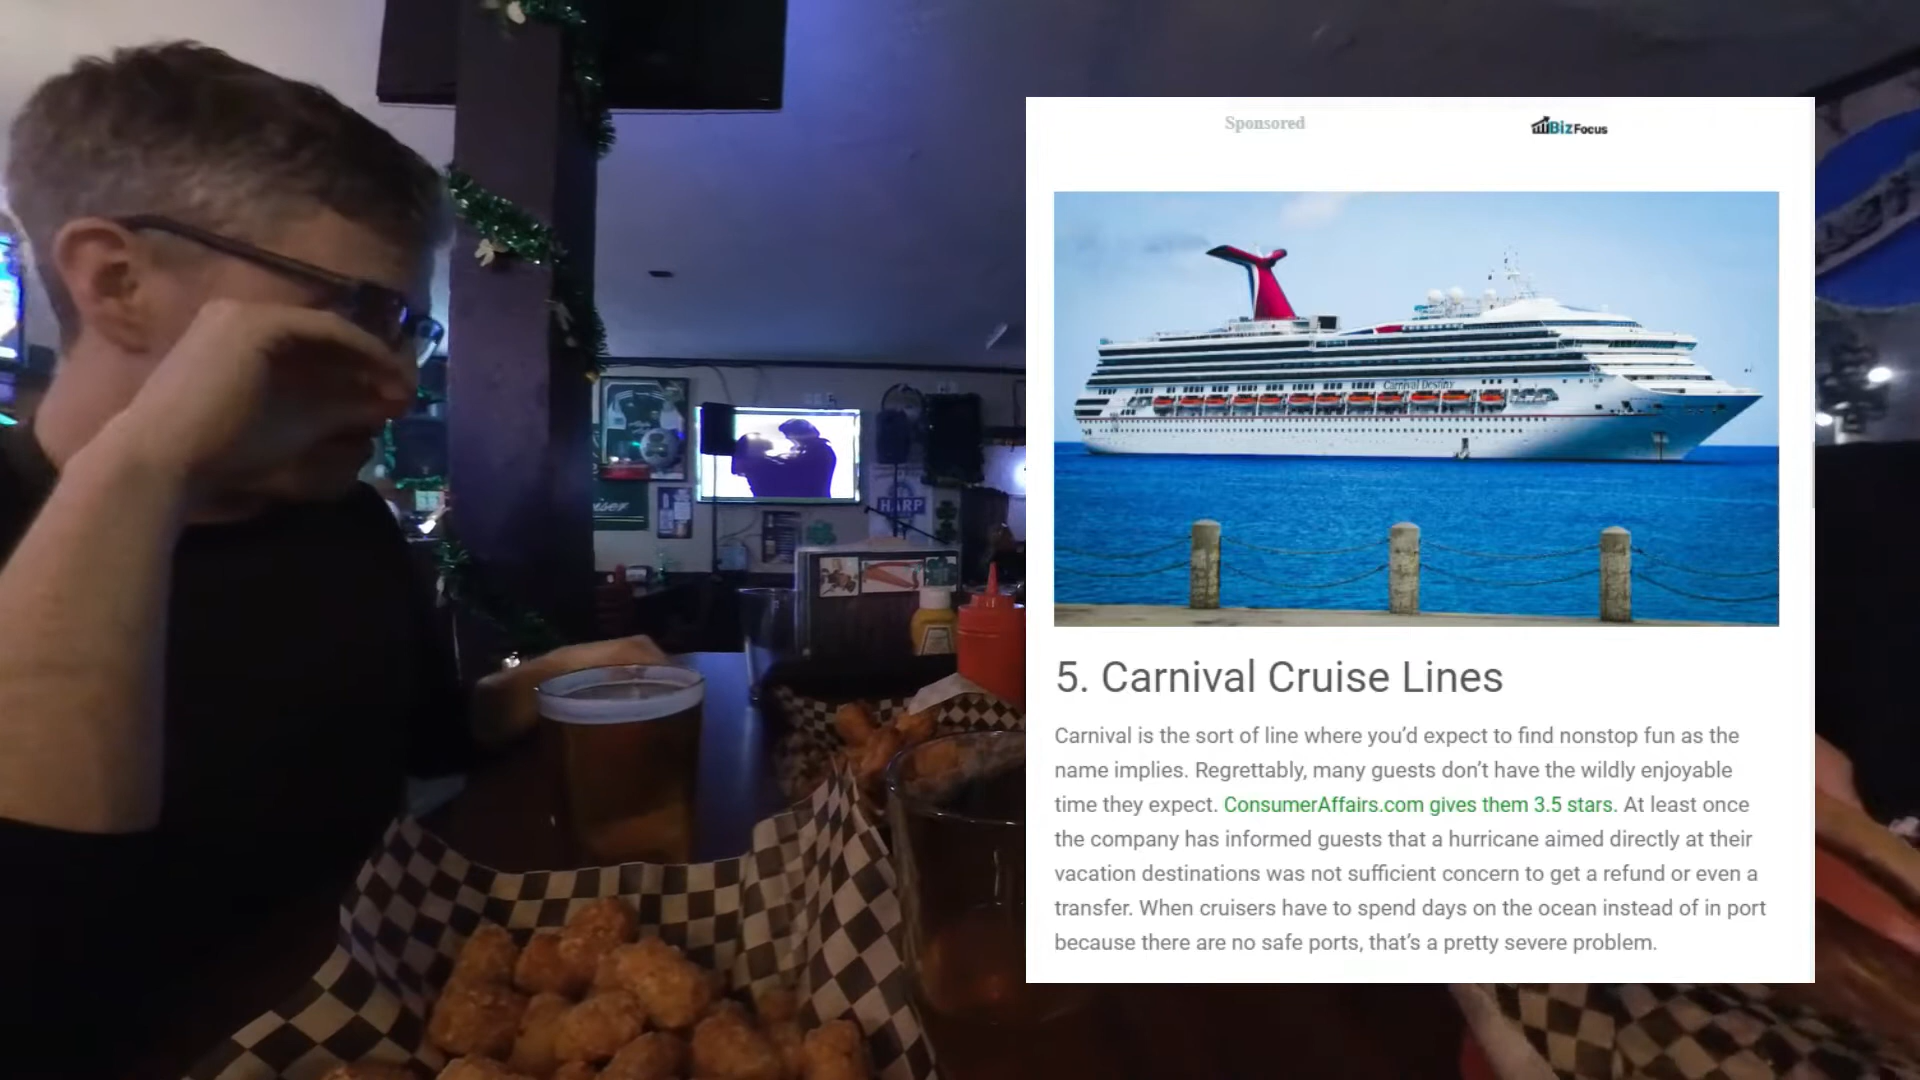 Sponsored
BizFocus
Carnival Destiny
HARP
5. Carnival Cruise Lines
Carnival is the sort of line where you’d expect to find nonstop fun as the
name implies. Regrettably, many guests don’t have the wildly enjoyable
time they expect. ConsumerAffairs.com gives them 3.5 stars. At least once
the company has informed guests that a hurricane aimed directly at their
vacation destinations was not sufficient concern to get a refund or even a
transfer. When cruisers have to spend days on the ocean instead of in port
because there are no safe ports, that’s a pretty severe problem.